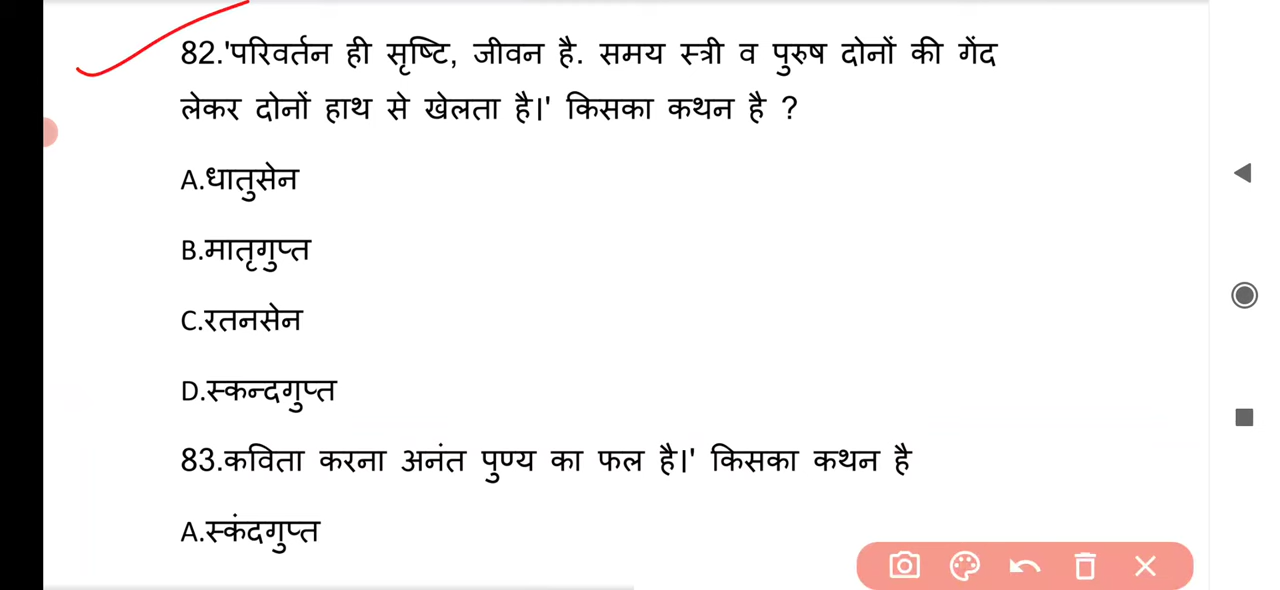 82.'परिवर्तन ही सृष्टि, जीवन है. समय स्त्री व पुरुष दोनों की गेंद
लेकर दोनों हाथ से खेलता है।' किसका कथन है ?
A.धातुसेन
B.मातृगुप्त
C.रतनसेन
D.स्कन्दगुप्त
83.कविता करना अनंत पुण्य का फल है।' किसका कथन है
A.स्कंदगुप्त